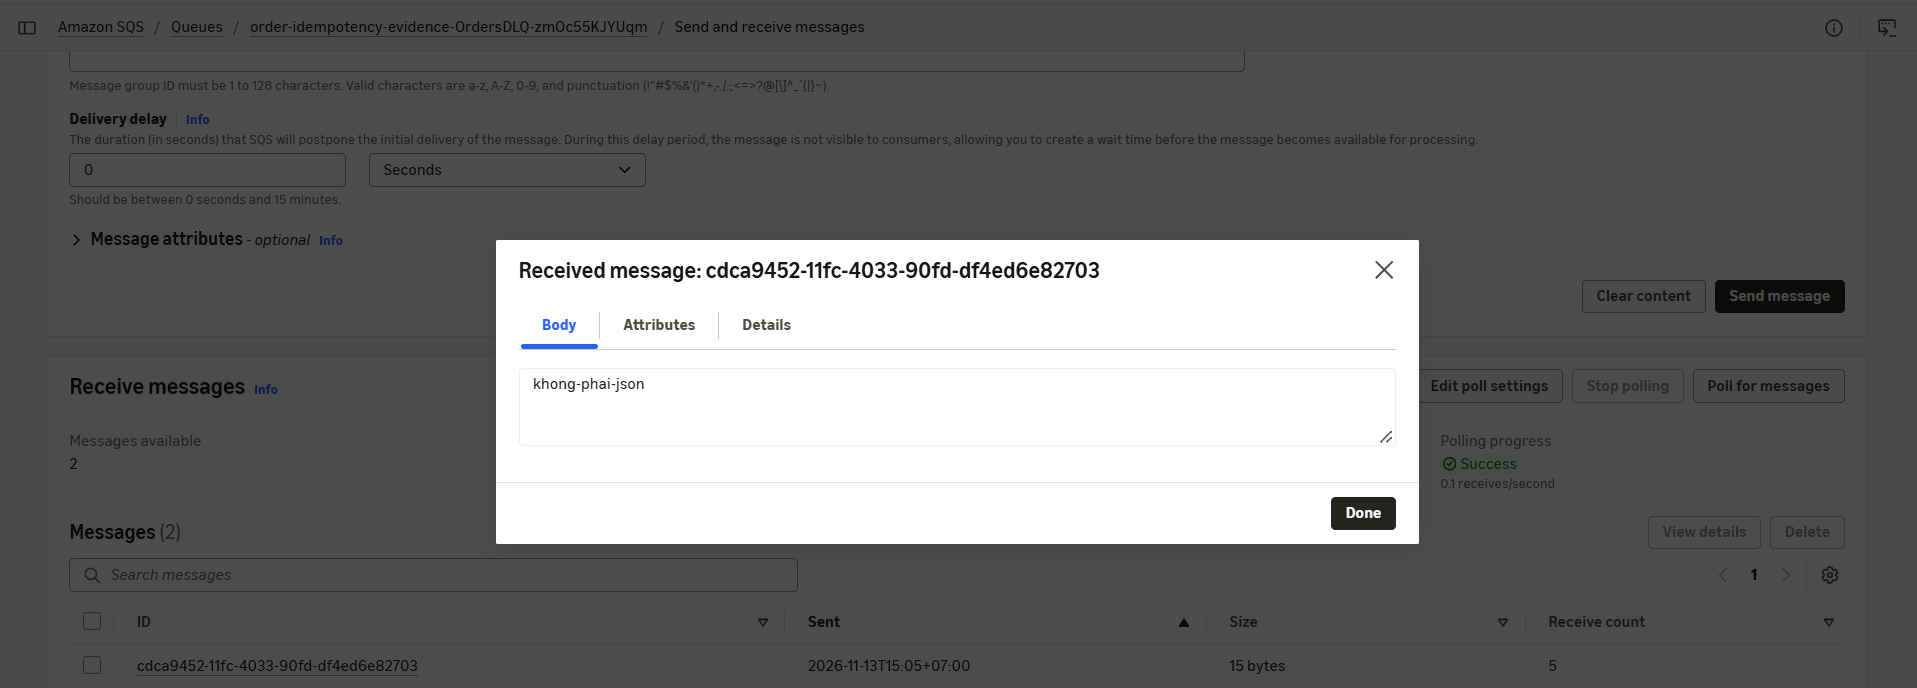 Amazon SQS / Queues / order-idempotency-evidence-OrdersDLQ-zmOc55KJYUqm / Send and receive messages
Message group ID must be 1 to 128 characters. Valid characters are a-z, A-Z, 0-9, and punctuation (!"#$%&'()*+,-./:;<=>?@[\]^_`{|}~).
Delivery delay Info
The duration (in seconds) that SQS will postpone the initial delivery of the message. During this delay period, the message is not visible to consumers, allowing you to create a wait time before the message becomes available for processing.
0 Seconds
Should be between 0 seconds and 15 minutes.
Message attributes - optional Info
Clear content Send message
Received message: cdca9452-11fc-4033-90fd-df4ed6e82703
Body Attributes Details
khong-phai-json
Done
Receive messages Info
Edit poll settings Stop polling Poll for messages
Messages available
2
Polling progress
Success
0.1 receives/second
Messages (2)
View details Delete
Search messages
1
ID Sent Size Receive count
cdca9452-11fc-4033-90fd-df4ed6e82703 2026-11-13T15:05+07:00 15 bytes 5